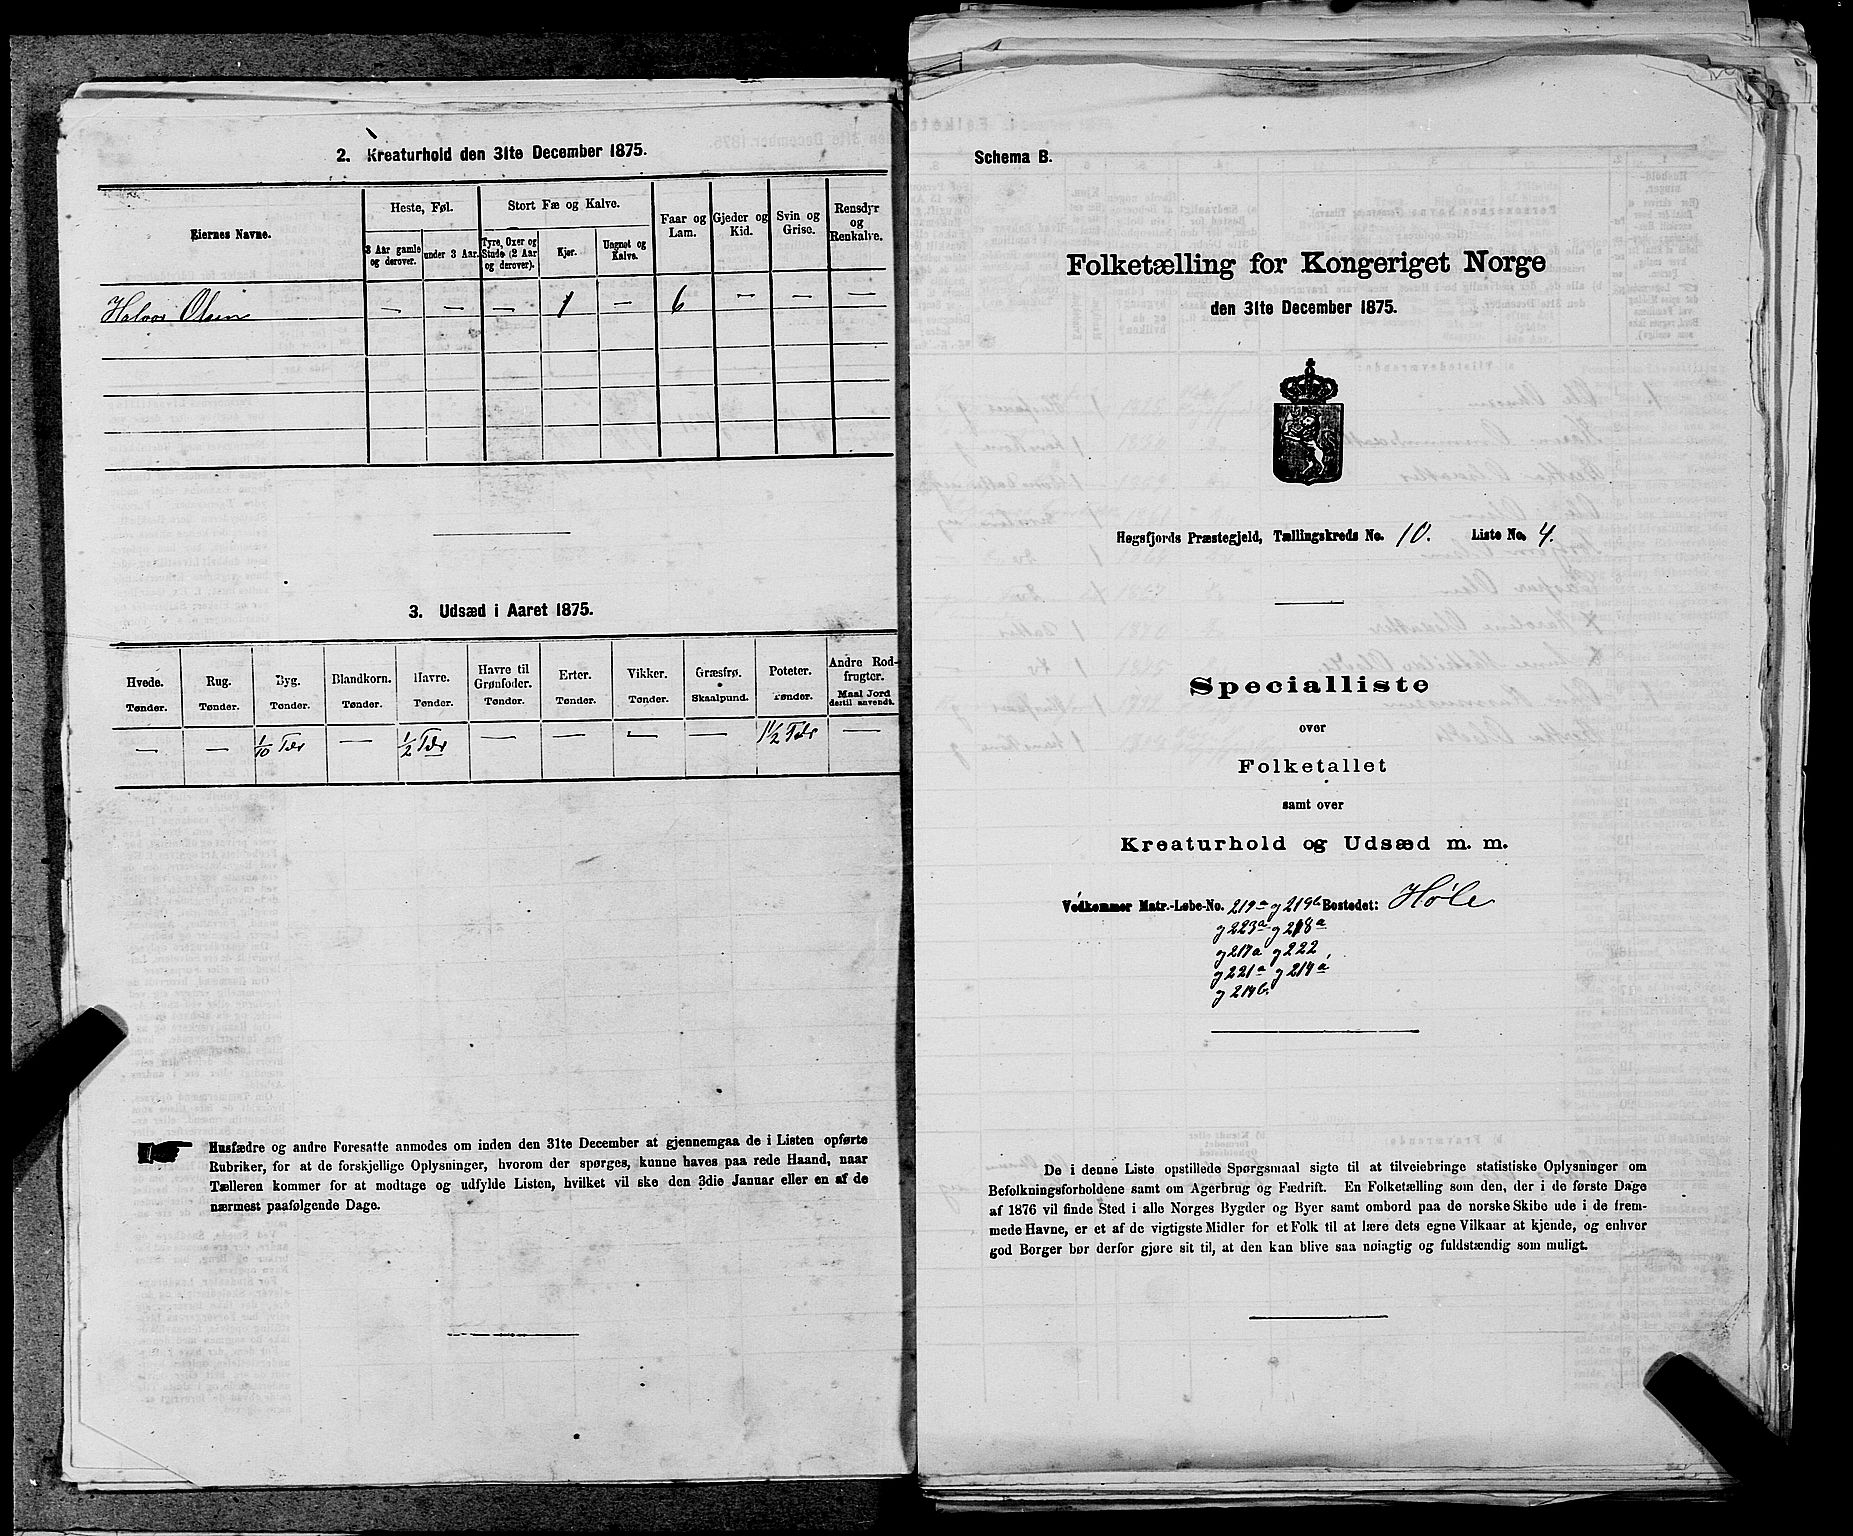 2. Kreaturhold den 31te December 1875.
Eiernes Navne.
Heste, Føl.
3 Aar gamle og derover.
under 3 Aar.
Stort Fæ og Kalve.
Tyre, Oxer og Stude (2 Aar og derover).
Kjør.
Ungnøt og Kalve.
Faar og Lam.
Gjeder og Kid.
Svin og Grise.
Rensdyr og Renkalve.
Halvor Olsen — — — 1 — 6 — — —
3. Udsæd i Aaret 1875.
Hvede. Rug. Byg. Blandkorn. Havre. Havre til Grønfoder. Erter. Vikker. Græsfrø. Poteter. Andre Rodfrugter.
Tønder. Tønder. Tønder. Tønder. Tønder. Tønder. Tønder. Tønder. Skaalpund. Tønder. Maal Jord dertil anvendt.
— — 1/10 Tdr — 1/2 Tdr — — — — 1 1/2 Tdr —
Husfædre og andre Foresatte anmodes om inden den 31te December at gjennemgaa de i Listen opførte
Rubriker, for at de forskjellige Oplysninger, hvorom der spørges, kunne haves paa rede Haand, naar
Tælleren kommer for at modtage og udfylde Listen, hvilket vil ske den 3die Januar eller en af de
nærmest paafølgende Dage.
Schema B.
Folketælling for Kongeriget Norge
den 31te December 1875.
Høgsfjords Præstegjeld, Tællingskreds No. 10. Liste No. 4.
Specialliste
over
Folketallet
samt over
Kreaturhold og Udsæd m. m.
Vedkommer Matr.-Løbe-No. 219a og 219b Bostedet: Høle
og 223a og 218a
og 217a og 222
og 221a og 214a
og 214b.
De i denne Liste opstillede Spørgsmaal sigte til at tilveiebringe statistiske Oplysninger om
Befolkningsforholdene samt om Agerbrug og Fædrift. En Folketælling som den, der i de første Dage
af 1876 vil finde Sted i alle Norges Bygder og Byer samt ombord paa de norske Skibe ude i de frem-
mede Havne, er et af de vigtigste Midler for et Folk til at lære dets egne Vilkaar at kjende, og enhver
god Borger bør derfor gjøre sit til, at den kan blive saa nøiagtig og fuldstændig som muligt.